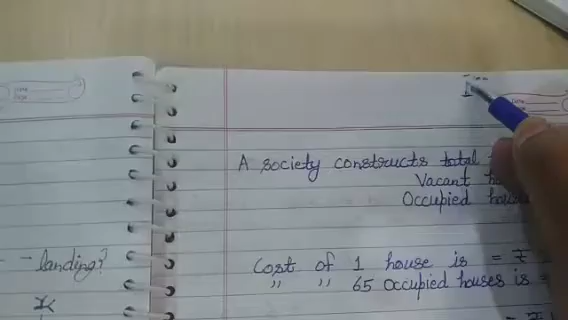 A society constructs total
Vacant
Occupied
- - landing?
Cost of 1 house is = ₹
„ „ 65 Occupied houses is =
= ₹